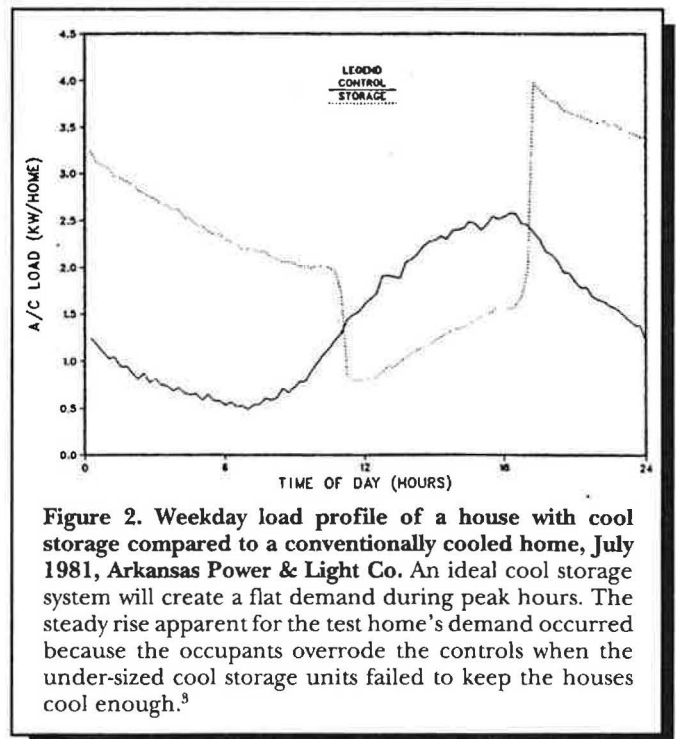 4.5
4.0
3.5
3.0
2.5
2.0
1.5
1.0
0.5
0.0
A/C LOAD (KW/HOME)
LEGEND
CONTROL
STORAGE
0 6 12 18 24
TIME OF DAY (HOURS)
Figure 2. Weekday load profile of a house with cool
storage compared to a conventionally cooled home, July
1981, Arkansas Power & Light Co. An ideal cool storage
system will create a flat demand during peak hours. The
steady rise apparent for the test home's demand occurred
because the occupants overrode the controls when the
under-sized cool storage units failed to keep the houses
cool enough.³